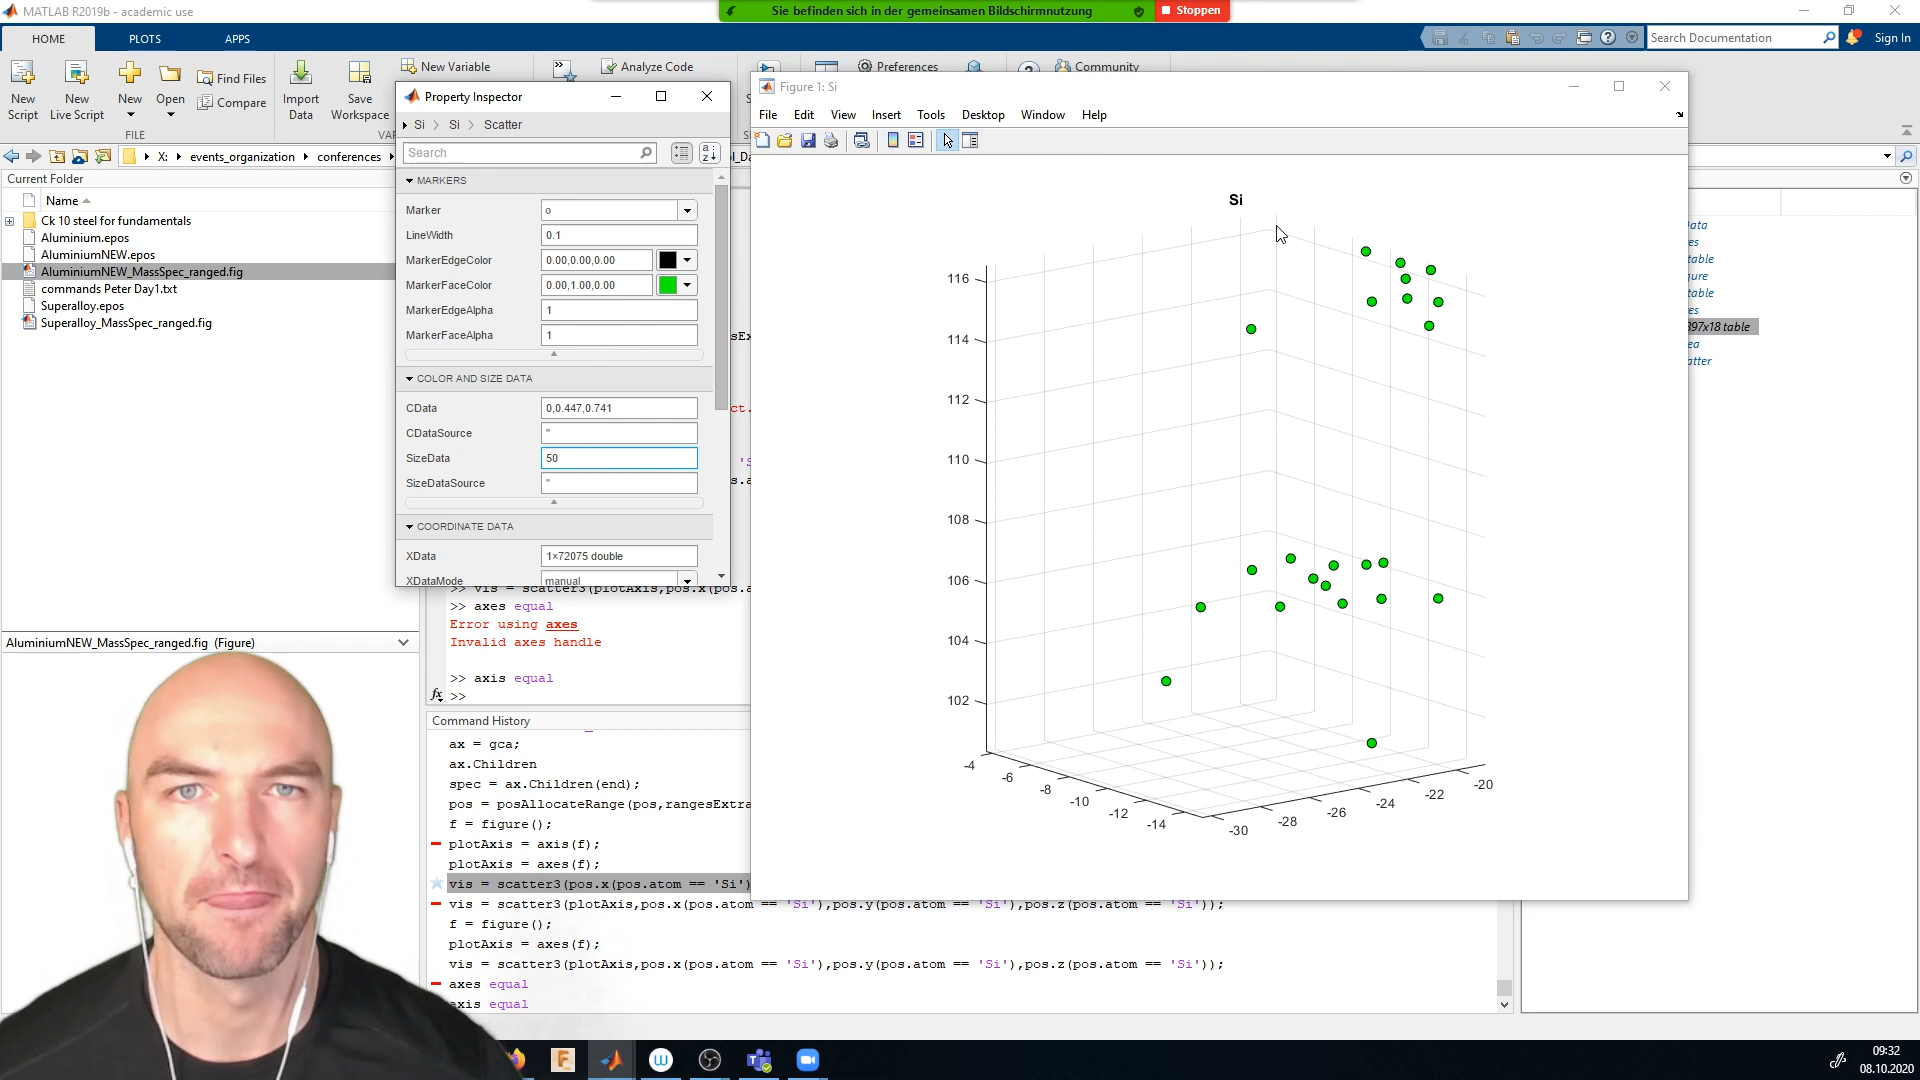 MATLAB R2019b - academic use
Sie befinden sich in der gemeinsamen Bildschirmnutzung
Stoppen
HOME
PLOTS
APPS
Search Documentation
Sign In
New Script
New Live Script
New
Open
Find Files
Compare
Import Data
Save Workspace
New Variable
Analyze Code
Preferences
Community
FILE
X: events_organization conferences
Current Folder
Name
Ck 10 steel for fundamentals
Aluminium.epos
AluminiumNEW.epos
AluminiumNEW_MassSpec_ranged.fig
commands Peter Day1.txt
Superalloy.epos
Superalloy_MassSpec_ranged.fig
AluminiumNEW_MassSpec_ranged.fig (Figure)
Property Inspector
Si > Si > Scatter
Search
MARKERS
Marker o
LineWidth 0.1
MarkerEdgeColor 0.00,0.00,0.00
MarkerFaceColor 0.00,1.00,0.00
MarkerEdgeAlpha 1
MarkerFaceAlpha 1
COLOR AND SIZE DATA
CData 0,0.447,0.741
CDataSource ''
SizeData 50
SizeDataSource ''
COORDINATE DATA
XData 1×72075 double
XDataMode manual
>> vis = scatter3(plotAxis,pos.x(pos.a
>> axes equal
Error using axes
Invalid axes handle
>> axis equal
fx >>
Command History
ax = gca;
ax.Children
spec = ax.Children(end);
pos = posAllocateRange(pos,rangesExtra
f = figure();
plotAxis = axis(f);
plotAxis = axes(f);
vis = scatter3(pos.x(pos.atom == 'Si')
vis = scatter3(plotAxis,pos.x(pos.atom == 'Si'),pos.y(pos.atom == 'Si'),pos.z(pos.atom == 'Si'));
f = figure();
plotAxis = axes(f);
vis = scatter3(plotAxis,pos.x(pos.atom == 'Si'),pos.y(pos.atom == 'Si'),pos.z(pos.atom == 'Si'));
axes equal
axis equal
Figure 1: Si
File Edit View Insert Tools Desktop Window Help
Si
116
114
112
110
108
106
104
102
-4
-6
-8
-10
-12
-14
-30
-28
-26
-24
-22
-20
397x18 table
09:32
08.10.2020